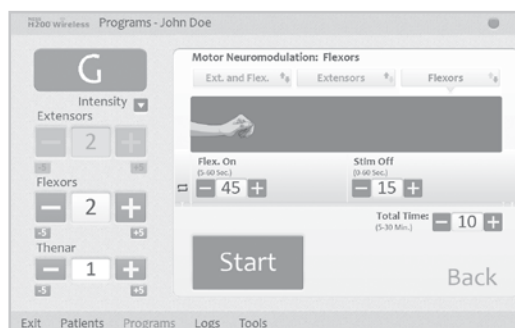 H200 Wireless Programs - John Doe
G
Intensity
Extensors
2
-5 +5
Flexors
2
-5 +5
Thenar
1
-5 +5
Motor Neuromodulation: Flexors
Ext. and Flex. Extensors Flexors
Flex. On Stim Off
(5-60 Sec.) (0-60 Sec.)
45 15
Total Time: 10
(5-30 Min.)
Start
Back
Exit Patients Programs Logs Tools